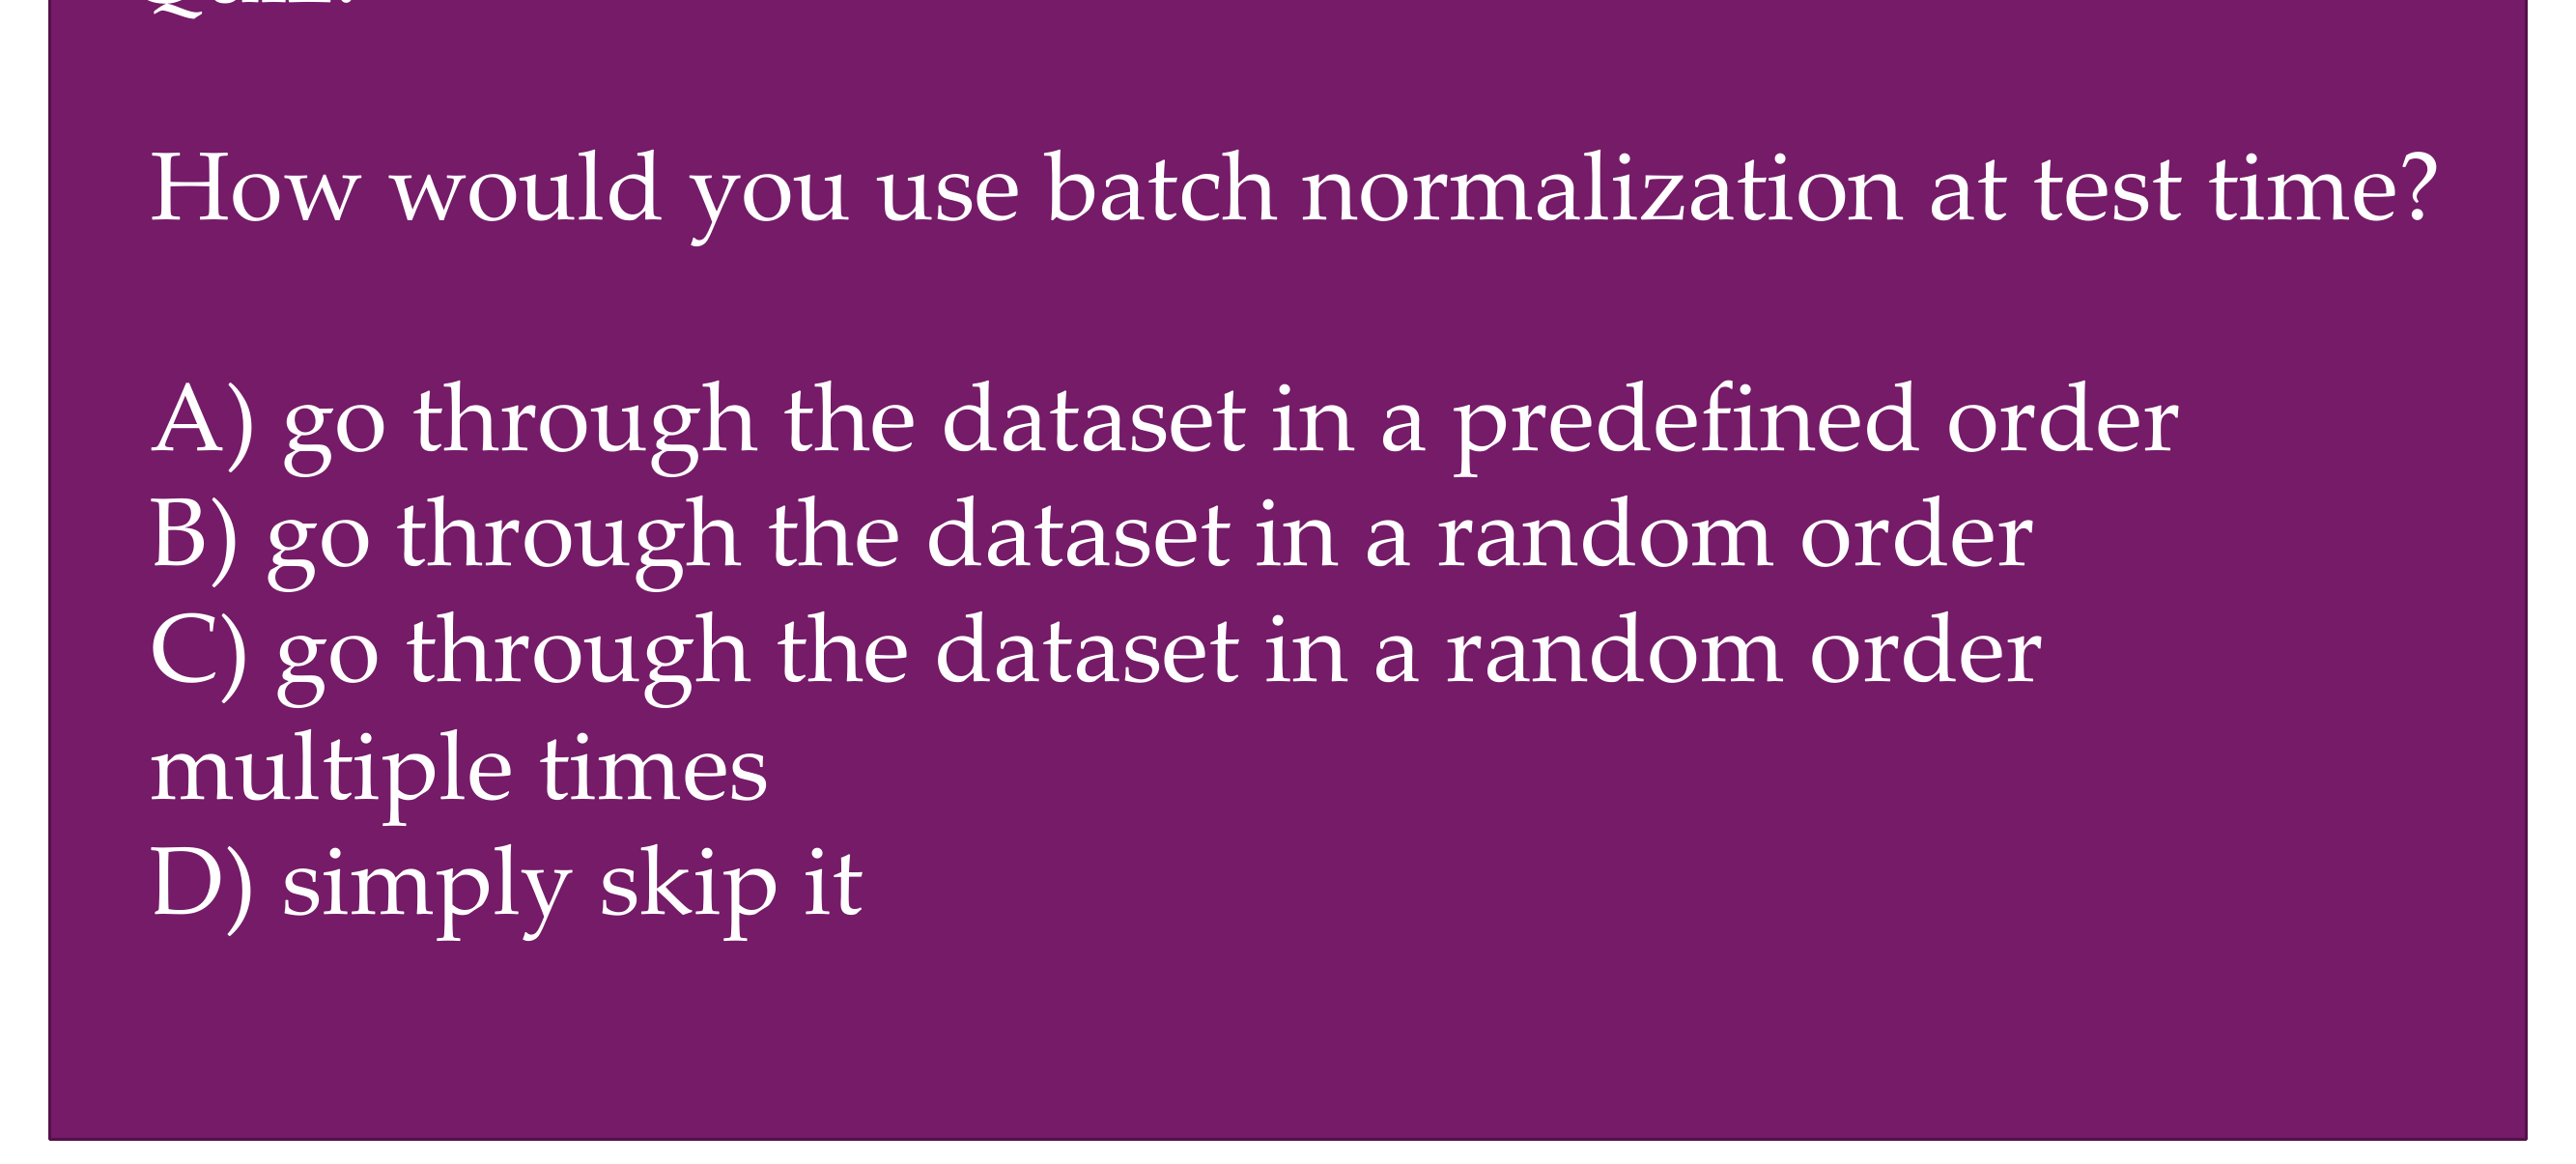 How would you use batch normalization at test time?
A) go through the dataset in a predefined order
B) go through the dataset in a random order
C) go through the dataset in a random order
multiple times
D) simply skip it